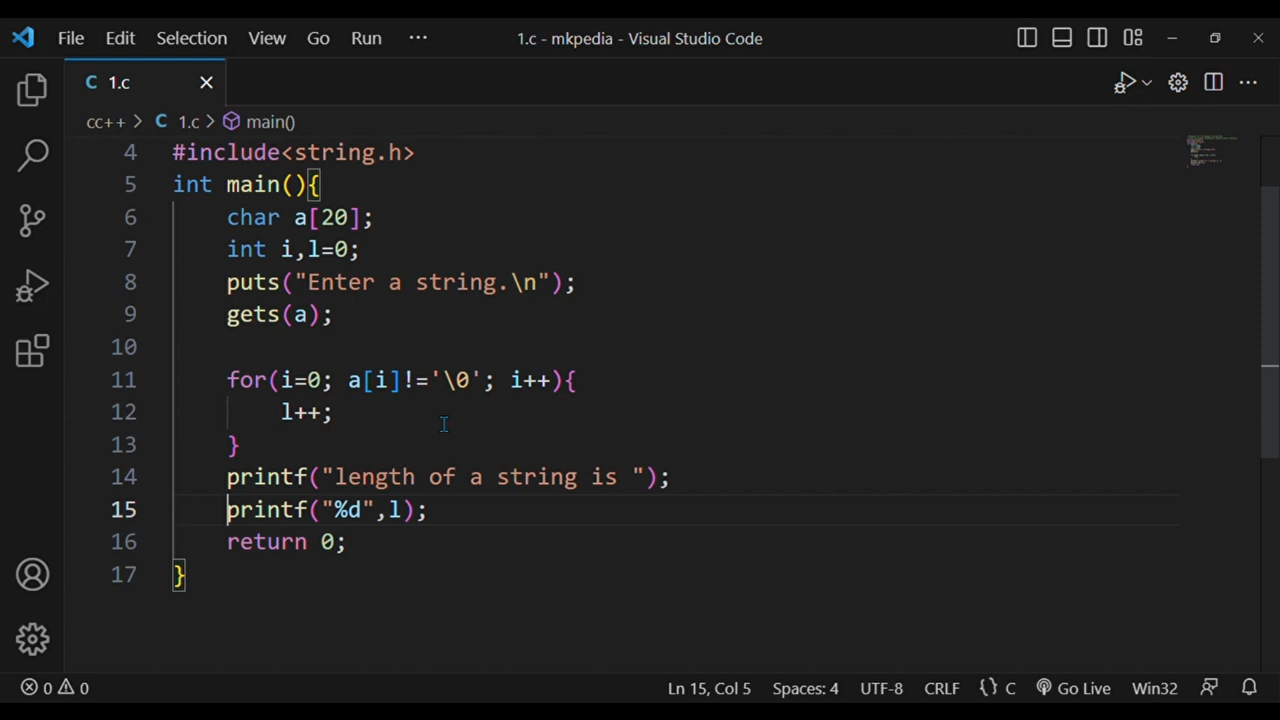 File Edit Selection View Go Run ··· 1.c - mkpedia - Visual Studio Code
C 1.c
cc++ > C 1.c > main()
4 #include<string.h>
5 int main(){
6 char a[20];
7 int i,l=0;
8 puts("Enter a string.\n");
9 gets(a);
10
11 for(i=0; a[i]!='\0'; i++){
12 l++;
13 }
14 printf("length of a string is ");
15 printf("%d",l);
16 return 0;
17 }
0 0 Ln 15, Col 5 Spaces: 4 UTF-8 CRLF {} C Go Live Win32